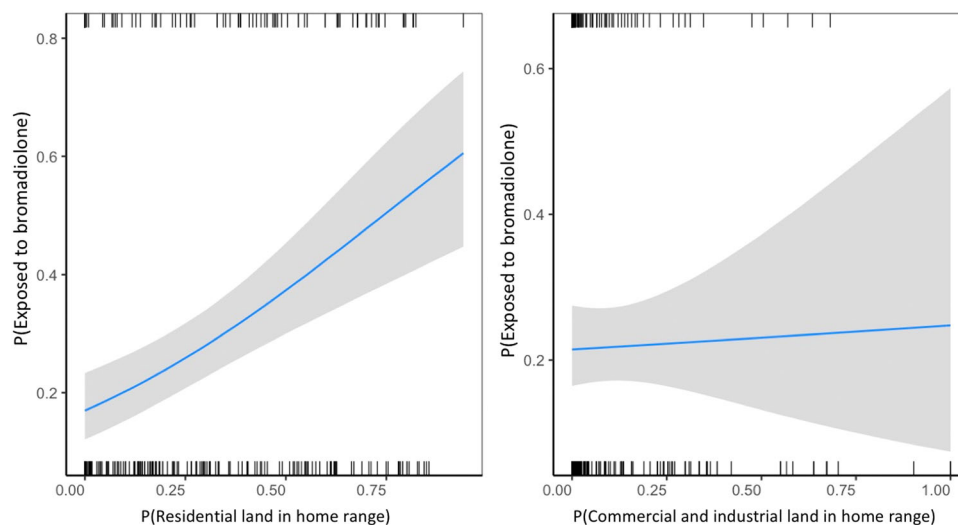 P(Exposed to bromadiolone)
0.8
0.6
0.4
0.2
0.00 0.25 0.50 0.75
P(Residential land in home range)
P(Exposed to bromadiolone)
0.6
0.4
0.2
0.00 0.25 0.50 0.75 1.00
P(Commercial and industrial land in home range)